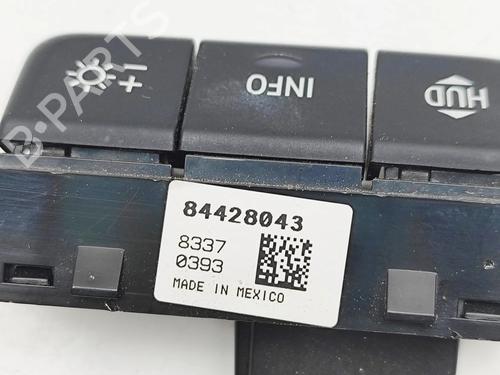 B-PARTS
+-
INFO
HUD
84428043
8337
0393
MADE IN MEXICO